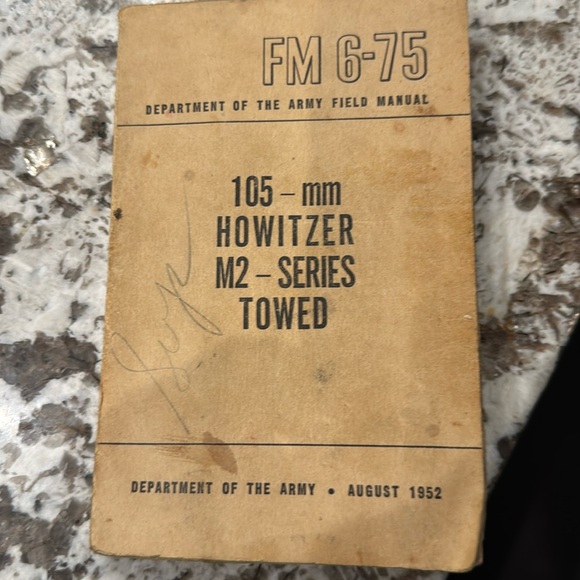 FM 6-75
DEPARTMENT OF THE ARMY FIELD MANUAL
105 – mm
HOWITZER
M2 – SERIES
TOWED
DEPARTMENT OF THE ARMY • AUGUST 1952